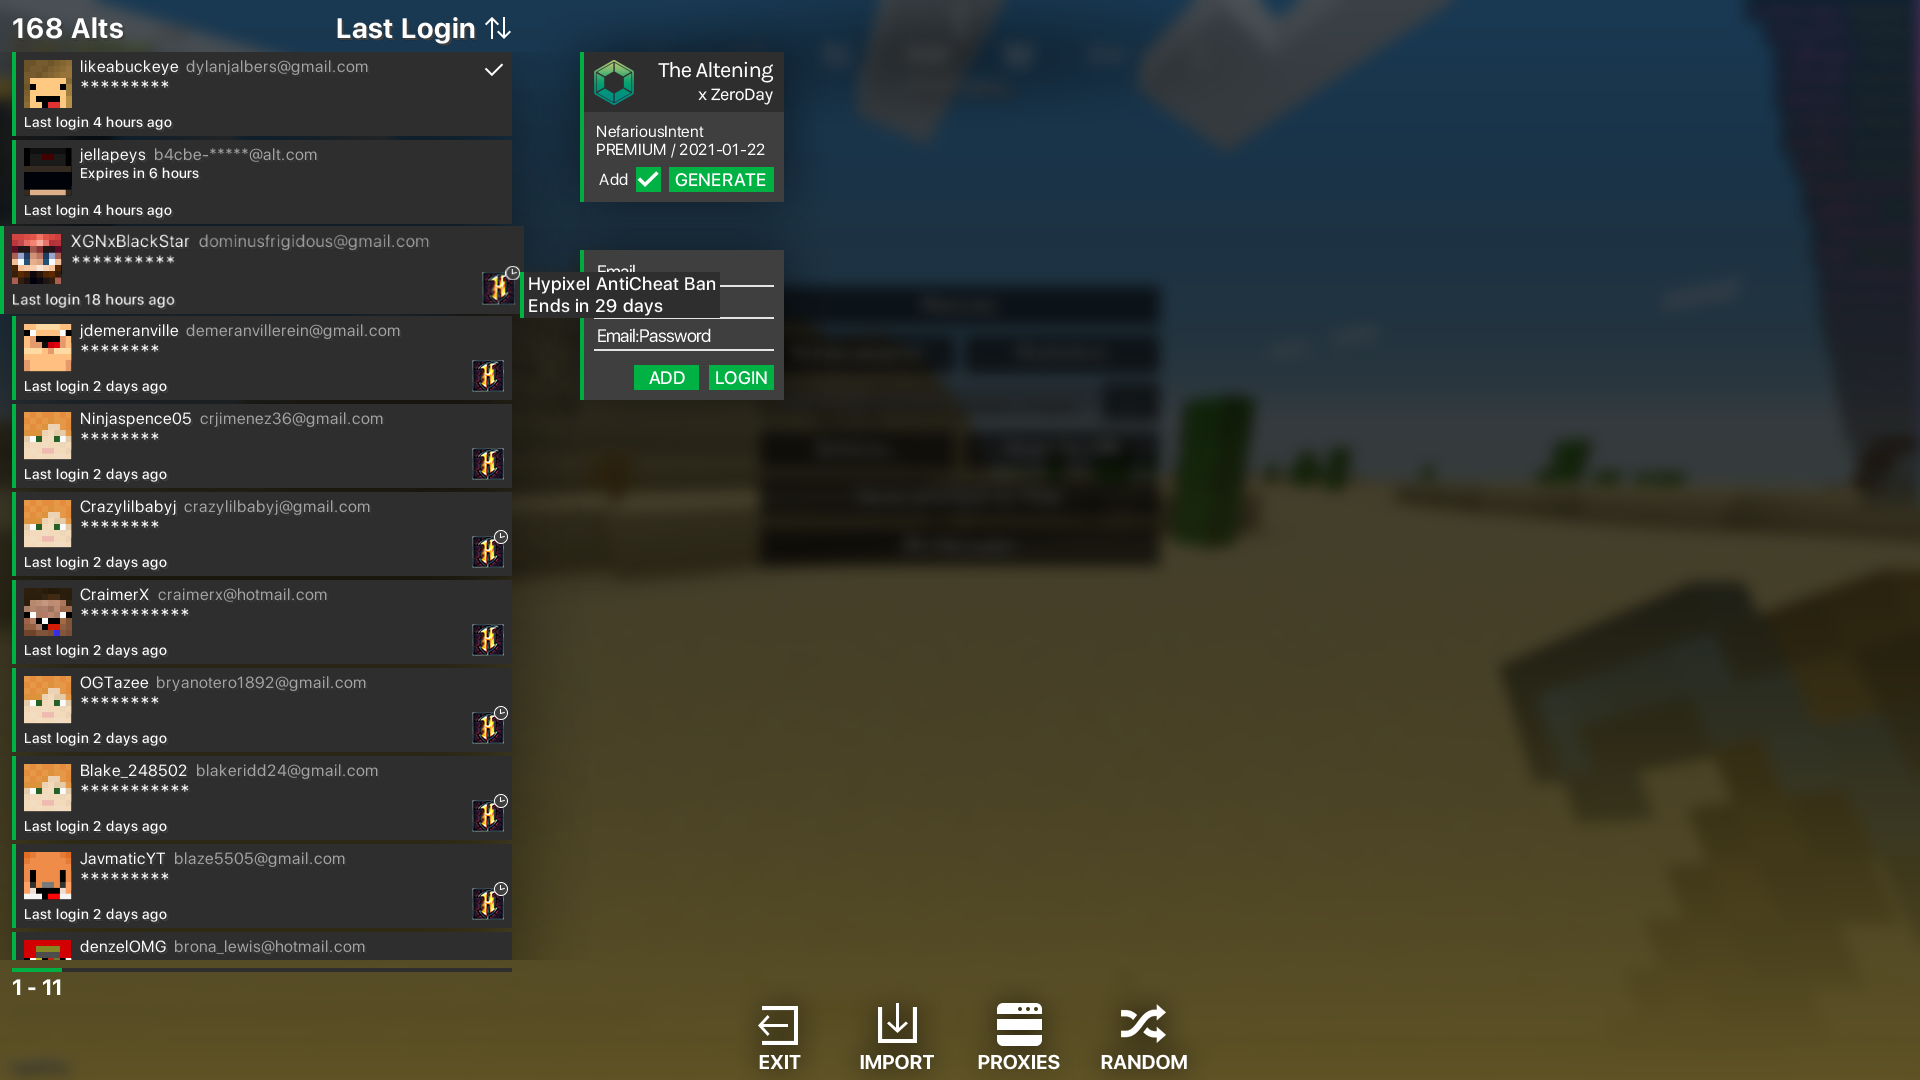 168 Alts
Last Login
likeabuckeye dylanjalbers@gmail.com
*********
Last login 4 hours ago
jellapeys b4cbe-*****@alt.com
Expires in 6 hours
Last login 4 hours ago
XGNxBlackStar dominusfrigidous@gmail.com
**********
Last login 18 hours ago
jdemeranville demeranvillerein@gmail.com
********
Last login 2 days ago
Ninjaspence05 crjimenez36@gmail.com
********
Last login 2 days ago
Crazylilbabyj crazylilbabyj@gmail.com
********
Last login 2 days ago
CraimerX craimerx@hotmail.com
***********
Last login 2 days ago
OGTazee bryanotero1892@gmail.com
********
Last login 2 days ago
Blake_248502 blakeridd24@gmail.com
***********
Last login 2 days ago
JavmaticYT blaze5505@gmail.com
*********
Last login 2 days ago
denzelOMG brona_lewis@hotmail.com
1 - 11
The Altening
x ZeroDay
NefariousIntent
PREMIUM / 2021-01-22
Add
GENERATE
Email
Hypixel AntiCheat Ban
Ends in 29 days
Email:Password
ADD
LOGIN
EXIT
IMPORT
PROXIES
RANDOM